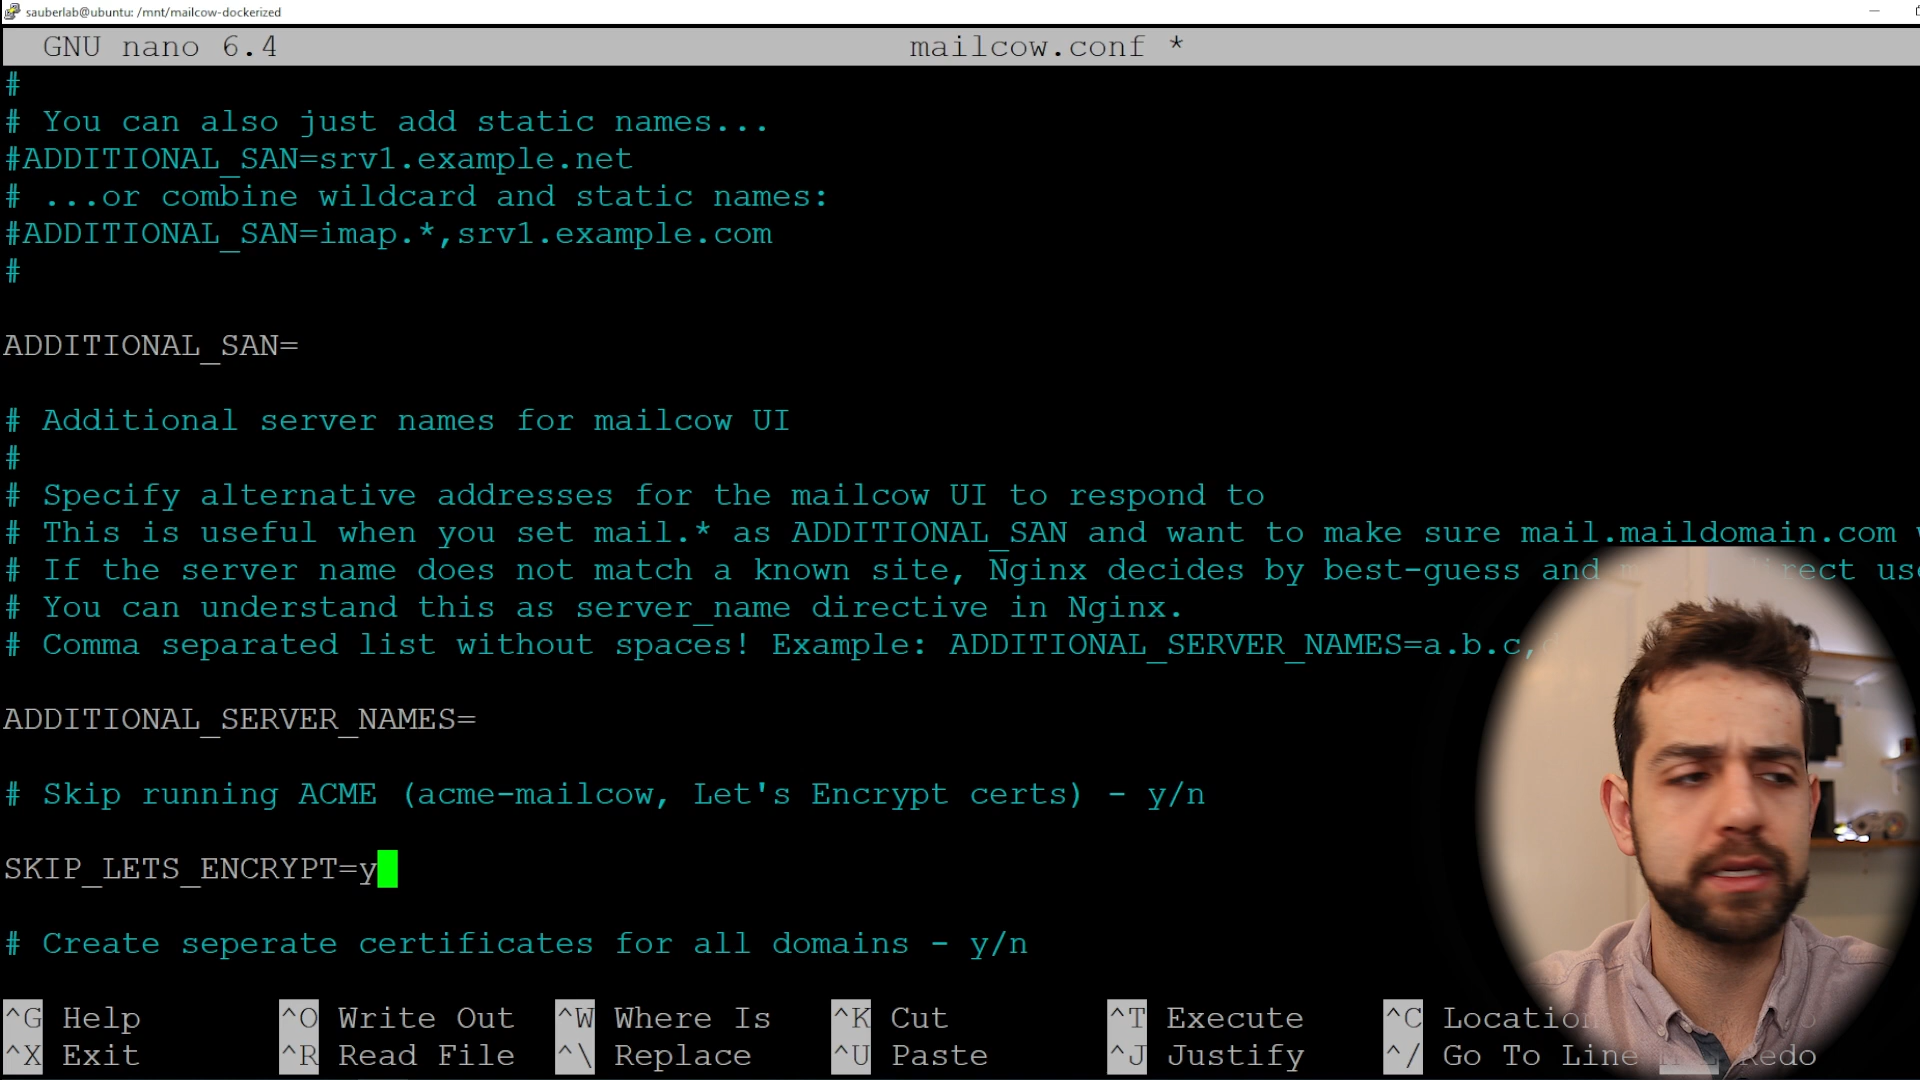 sauberlab@ubuntu: /mnt/mailcow-dockerized
GNU nano 6.4 mailcow.conf *
#
# You can also just add static names...
#ADDITIONAL_SAN=srv1.example.net
# ...or combine wildcard and static names:
#ADDITIONAL_SAN=imap.*,srv1.example.com
#
ADDITIONAL_SAN=
# Additional server names for mailcow UI
#
# Specify alternative addresses for the mailcow UI to respond to
# This is useful when you set mail.* as ADDITIONAL_SAN and want to make sure mail.maildomain.com
# If the server name does not match a known site, Nginx decides by best-guess and
# You can understand this as server_name directive in Nginx.
# Comma separated list without spaces! Example: ADDITIONAL_SERVER_NAMES=a.b.c,
ADDITIONAL_SERVER_NAMES=
# Skip running ACME (acme-mailcow, Let's Encrypt certs) - y/n
SKIP_LETS_ENCRYPT=y
# Create seperate certificates for all domains - y/n
^G Help ^O Write Out ^W Where Is ^K Cut ^T Execute ^C Location
^X Exit ^R Read File ^\ Replace ^U Paste ^J Justify ^/ Go To Line Redo